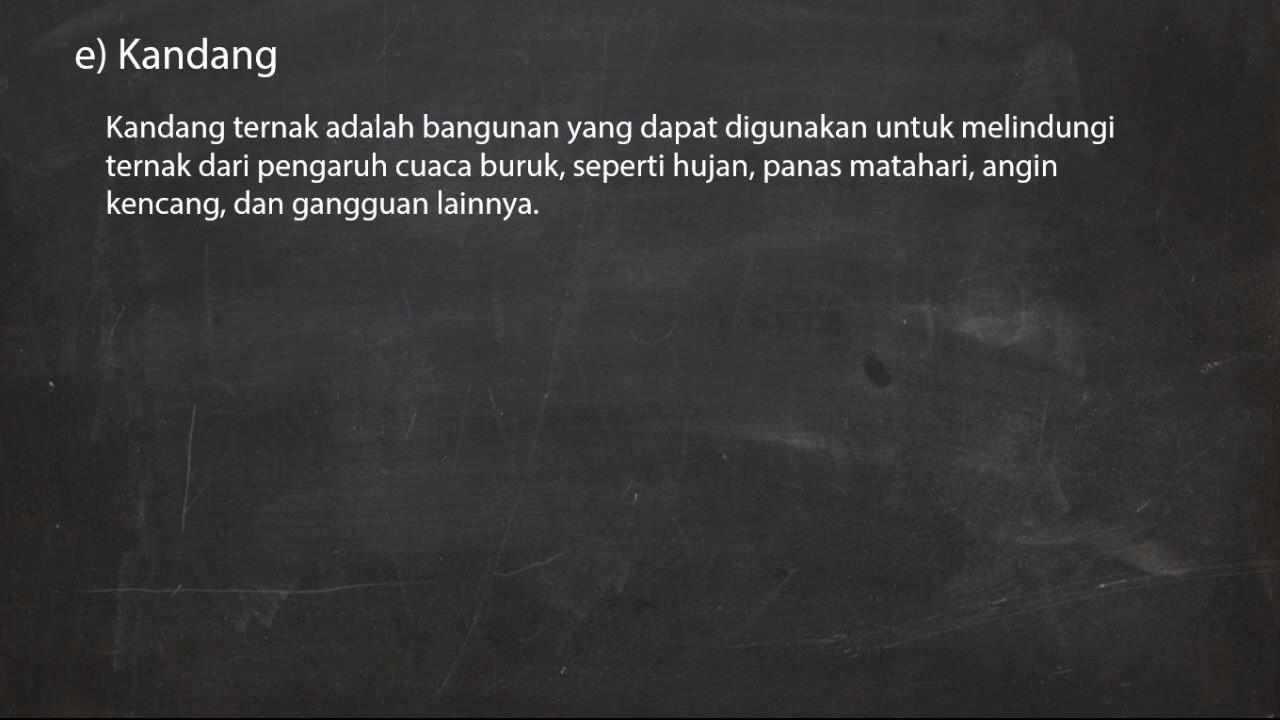 e) Kandang
Kandang ternak adalah bangunan yang dapat digunakan untuk melindungi
ternak dari pengaruh cuaca buruk, seperti hujan, panas matahari, angin
kencang, dan gangguan lainnya.